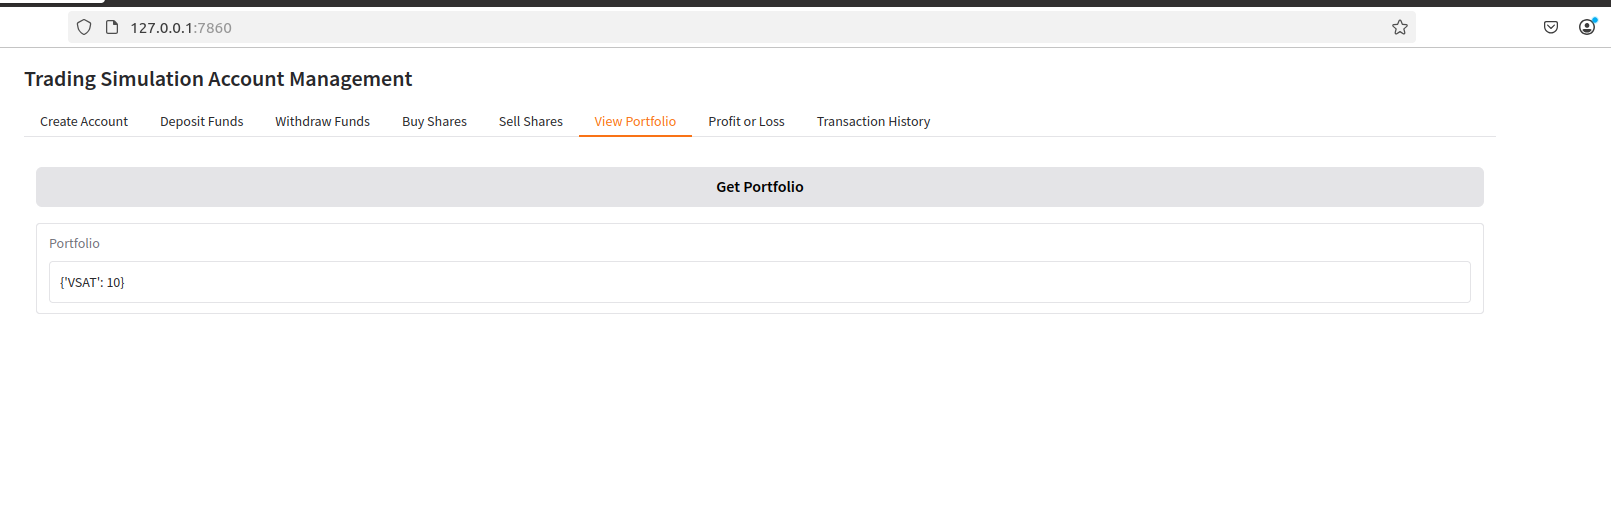 127.0.0.1:7860
Trading Simulation Account Management
Create Account Deposit Funds Withdraw Funds Buy Shares Sell Shares View Portfolio Profit or Loss Transaction History
Get Portfolio
Portfolio
{'VSAT': 10}